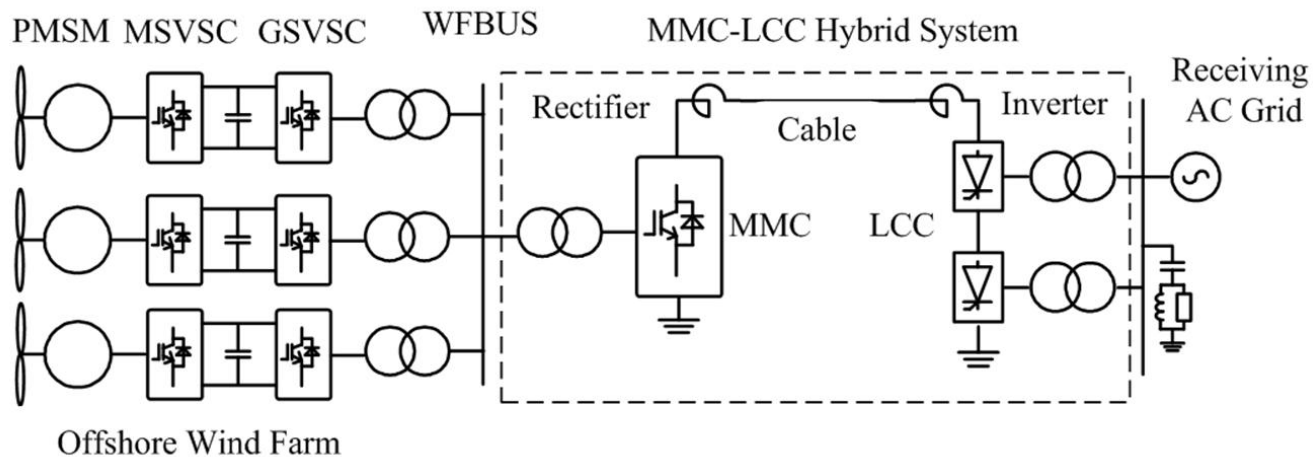 PMSM MSVSC GSVSC WFBUS MMC-LCC Hybrid System
Receiving
AC Grid
Rectifier
Inverter
Cable
MMC
LCC
Offshore Wind Farm